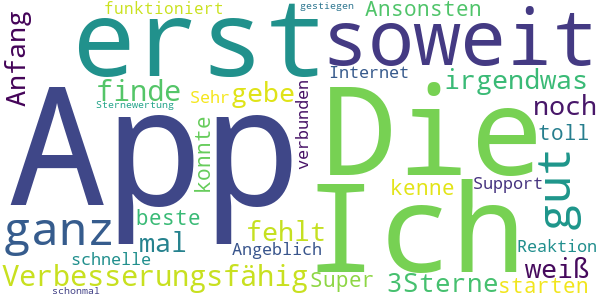 funktioniert
gestiegen
Ansonsten
Anfang
erst
soweit
Internet
irgendwas
finde
Sehr
gebe
Sternewertung
verbunden
noch
App
Die
konnte
toll
Ich
kenne
Support
gut
ganz
beste
mal
fehlt
Angeblich
Reaktion
schnelle
weiß
Verbesserungsfähig
Super
3Sterne
starten
schonmal